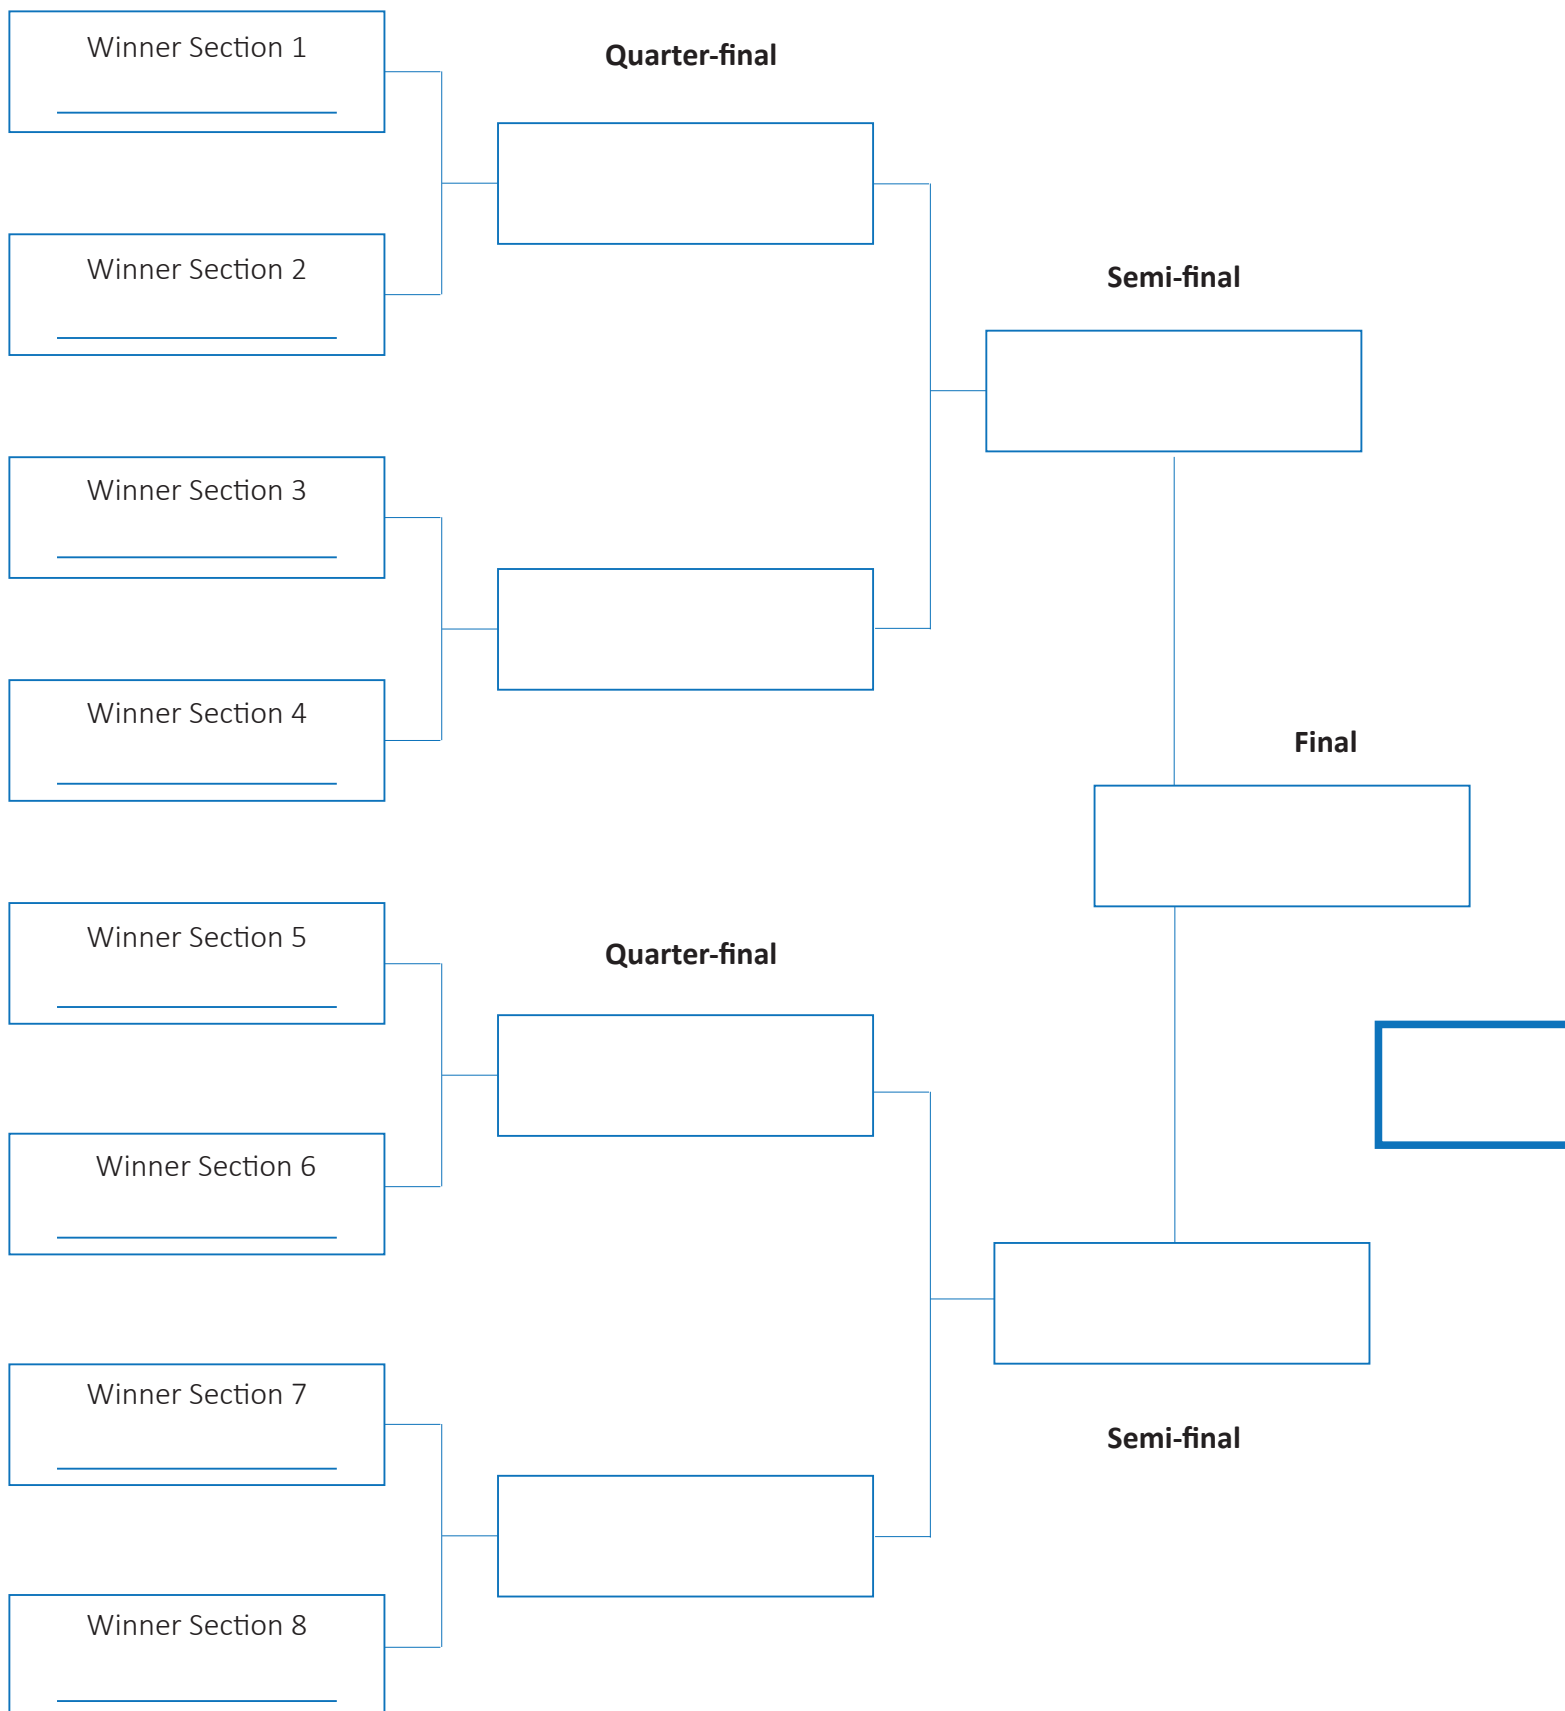 Winner Section 1
Quarter-final
Winner Section 2
Semi-final
Winner Section 3
Winner Section 4
Final
Winner Section 5
Quarter-final
Winner Section 6
Winner Section 7
Semi-final
Winner Section 8